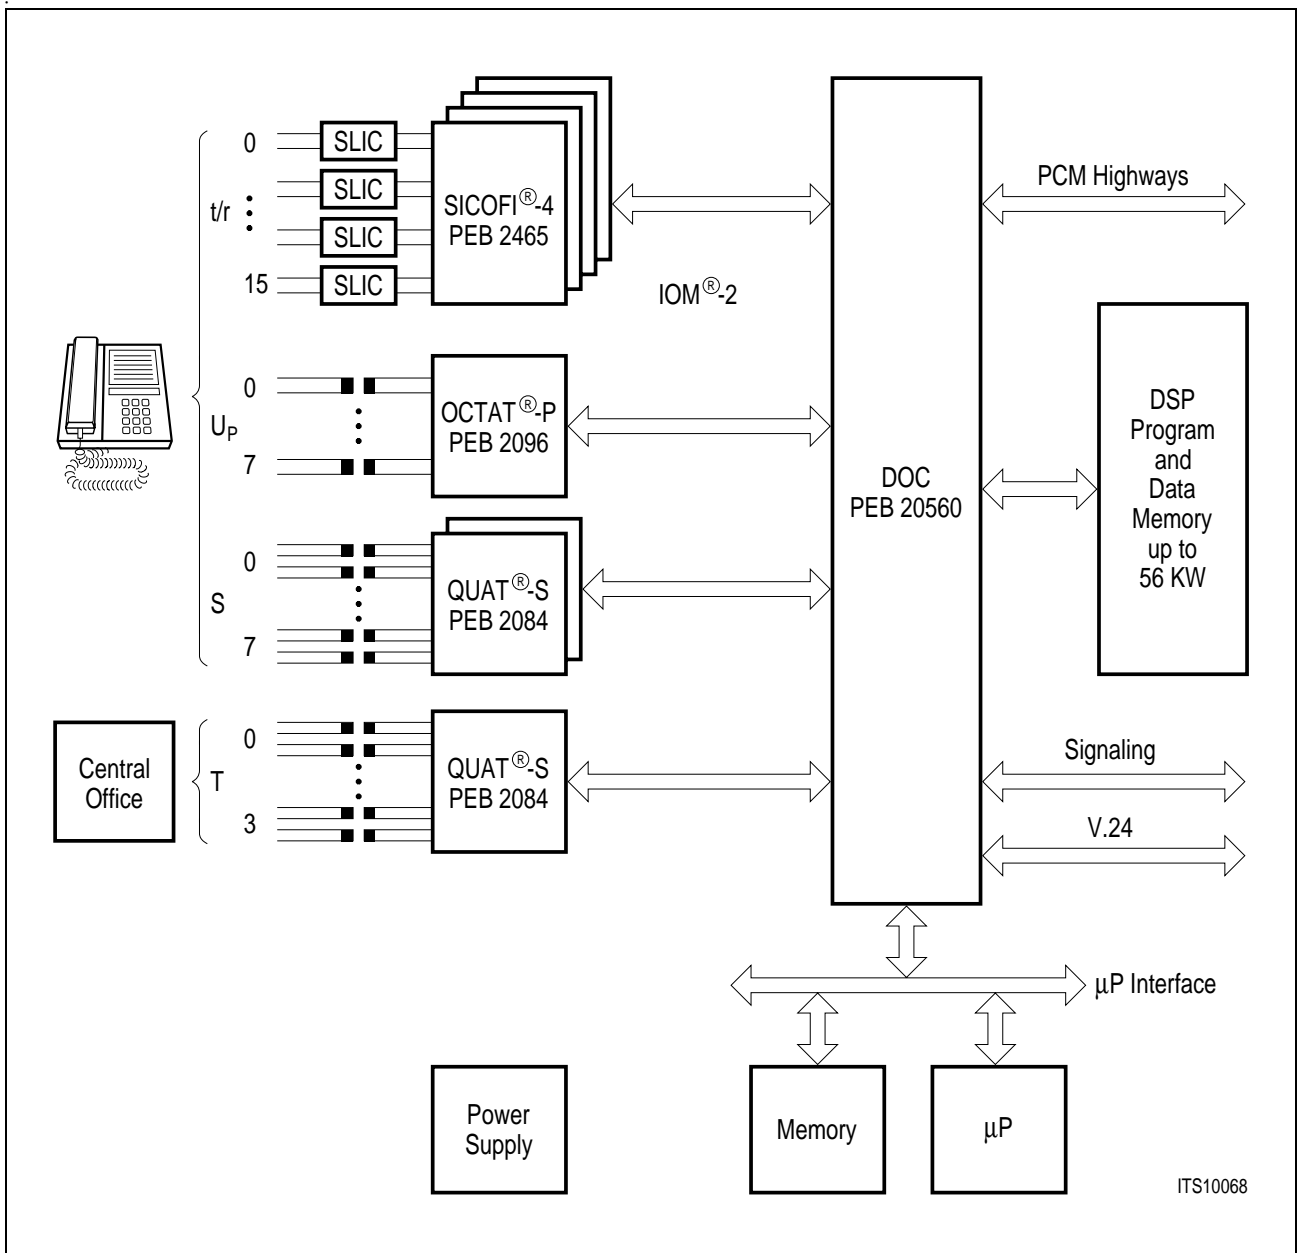 0
SLIC
SLIC
t/r
SLIC
15
SLIC
SICOFI®-4
PEB 2465
IOM®-2
PCM Highways
0
U_P
7
OCTAT®-P
PEB 2096
DOC
PEB 20560
DSP
Program
and
Data
Memory
up to
56 KW
0
S
7
QUAT®-S
PEB 2084
Central
Office
0
T
3
QUAT®-S
PEB 2084
Signaling
V.24
µP Interface
Power
Supply
Memory
µP
ITS10068